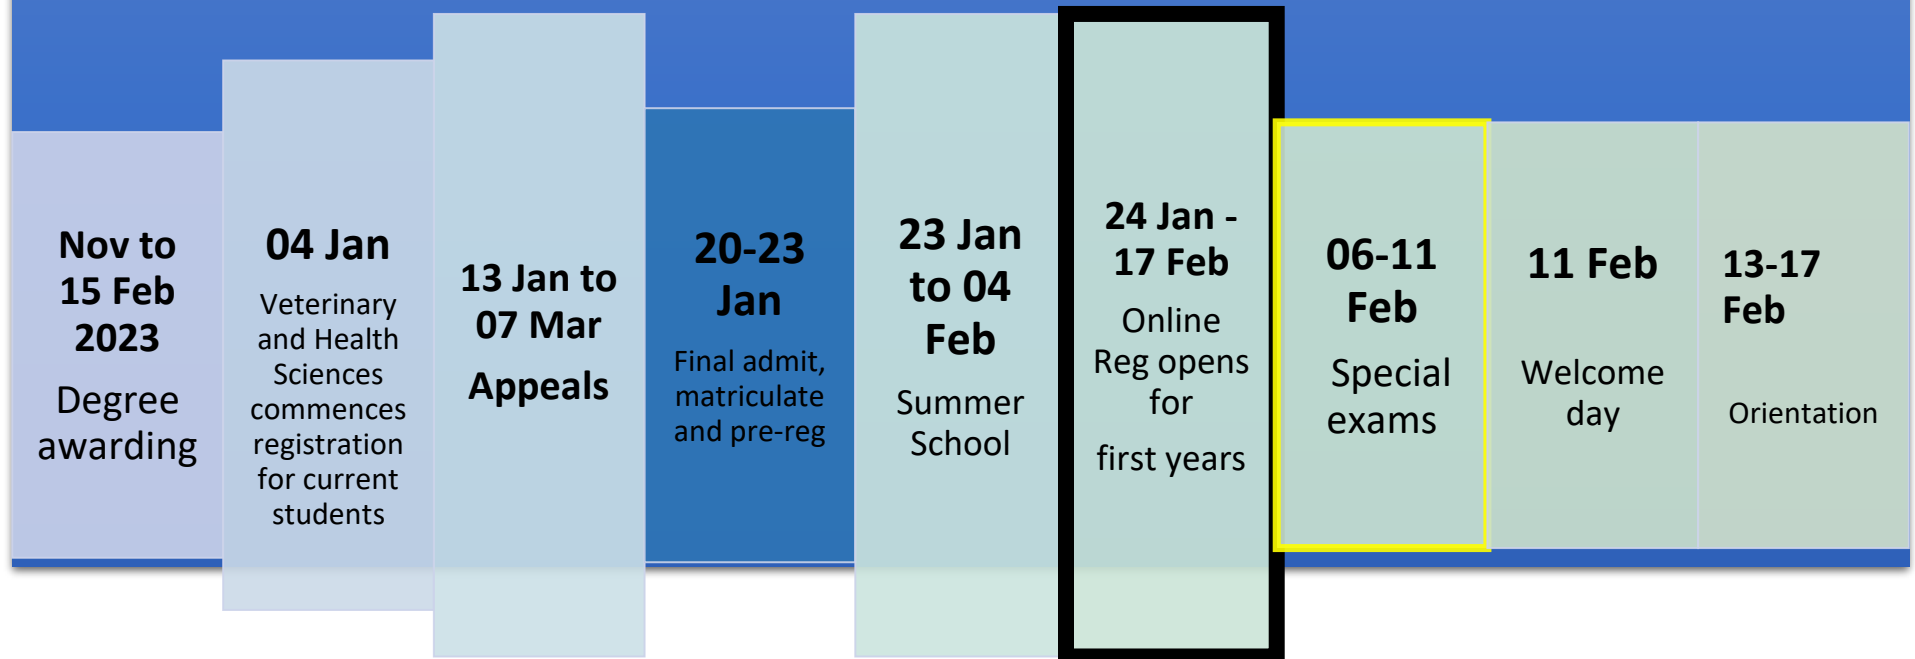 Nov to
15 Feb
2023
Degree
awarding
04 Jan
Veterinary
and Health
Sciences
commences
registration
for current
students
13 Jan to
07 Mar
Appeals
20-23
Jan
Final admit,
matriculate
and pre-reg
23 Jan
to 04
Feb
Summer
School
24 Jan -
17 Feb
Online
Reg opens
for
first years
06-11
Feb
Special
exams
11 Feb
Welcome
day
13-17
Feb
Orientation